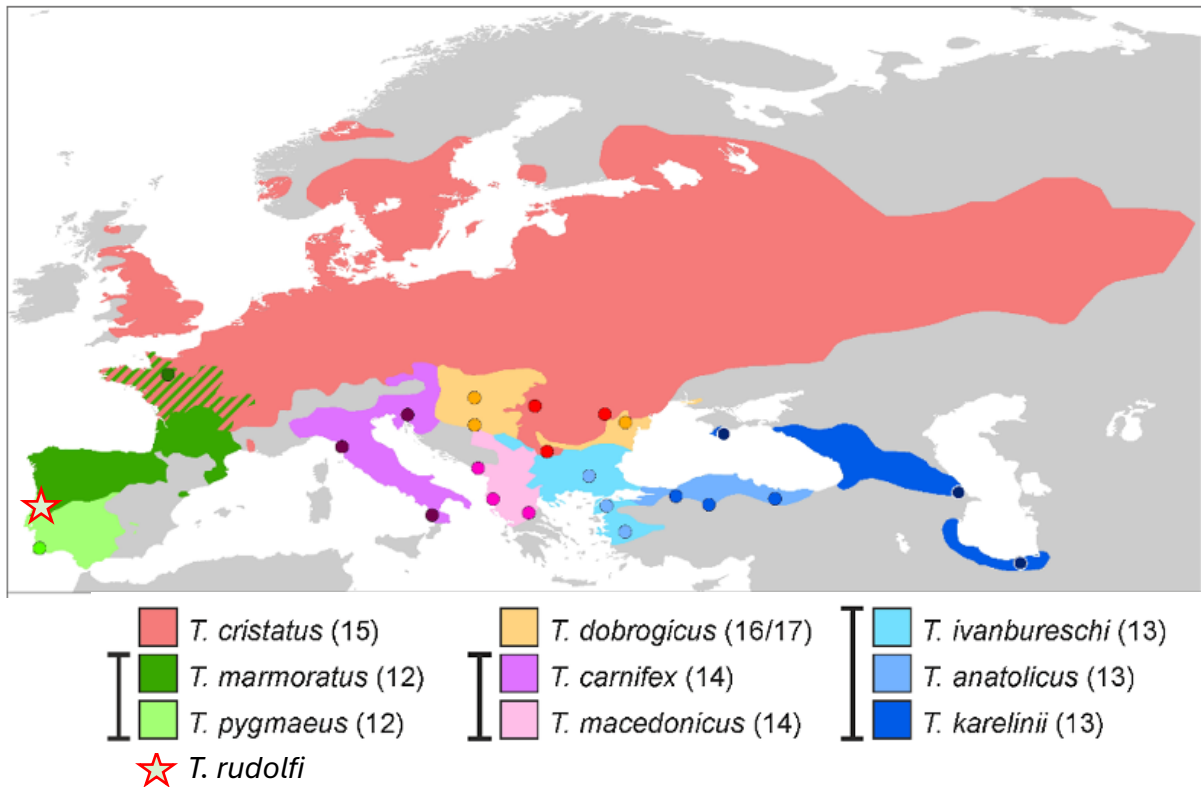 T. cristatus (15)
T. marmoratus (12)
T. pygmaeus (12)
T. rudolfi
T. dobrogicus (16/17)
T. carnifex (14)
T. macedonicus (14)
T. ivanbureschi (13)
T. anatolicus (13)
T. karelinii (13)